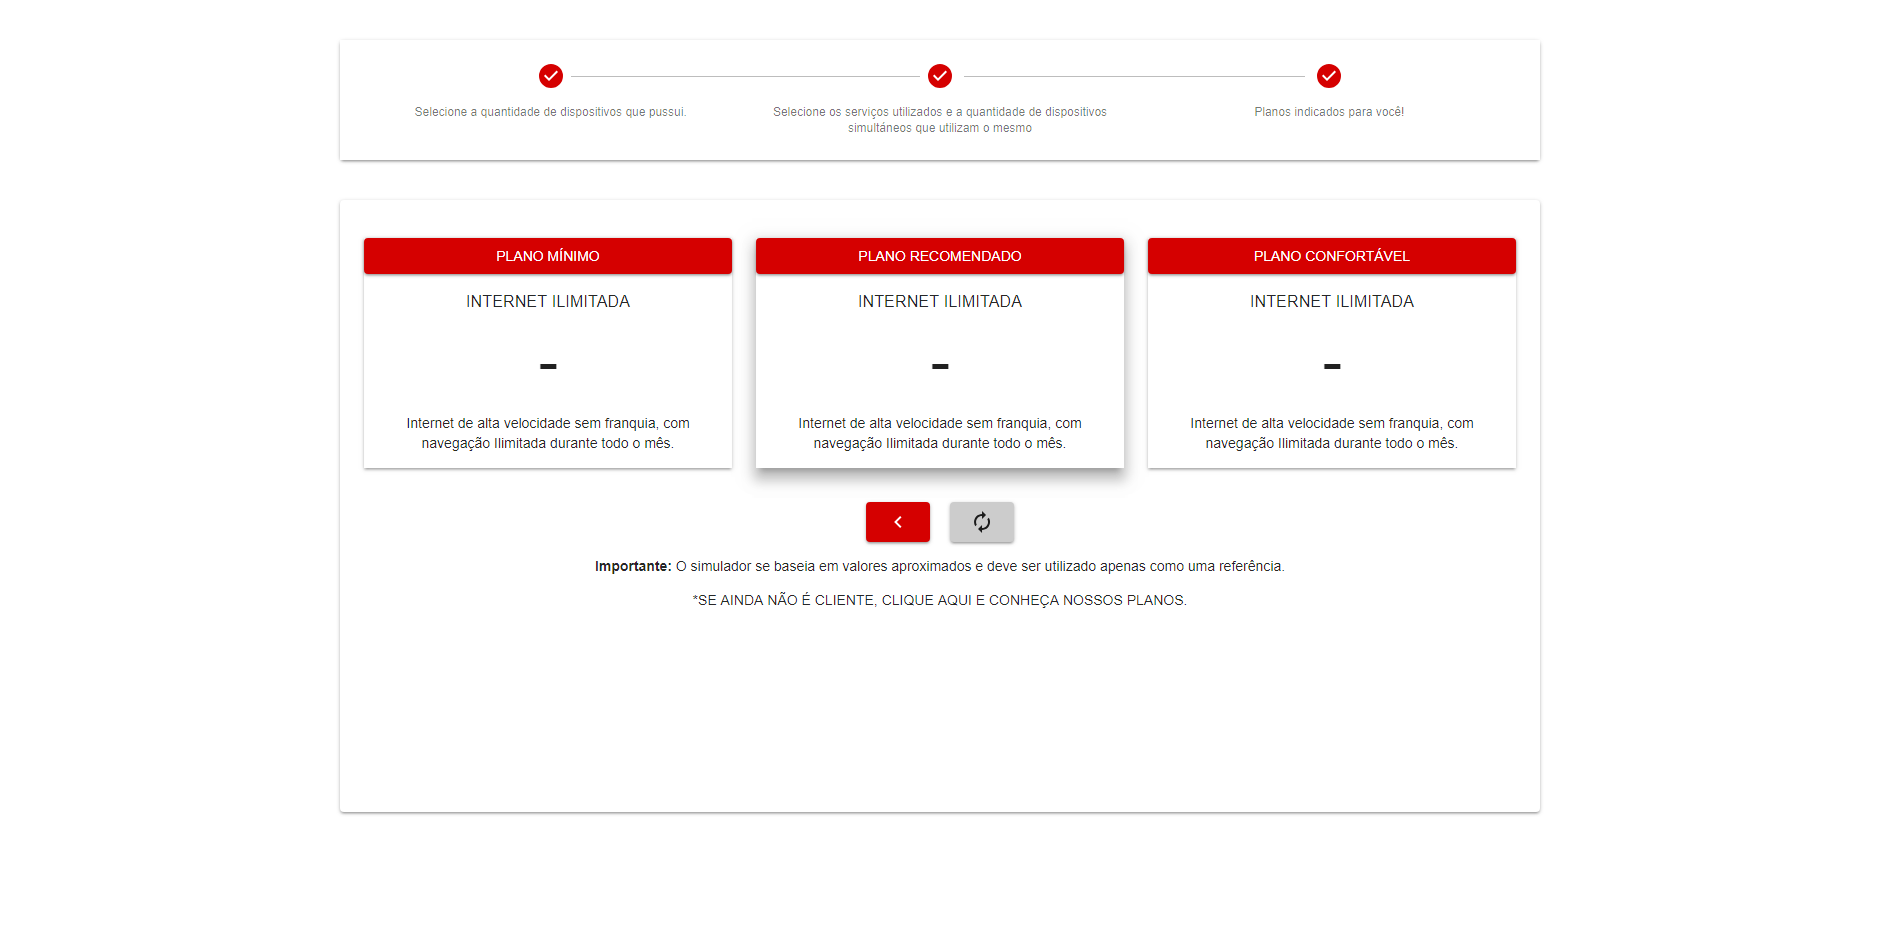 Selecione a quantidade de dispositivos que pussui.
Selecione os serviços utilizados e a quantidade de dispositivos
simultáneos que utilizam o mesmo
Planos indicados para você!
PLANO MÍNIMO
INTERNET ILIMITADA
-
Internet de alta velocidade sem franquia, com
navegação Ilimitada durante todo o mês.
PLANO RECOMENDADO
INTERNET ILIMITADA
-
Internet de alta velocidade sem franquia, com
navegação Ilimitada durante todo o mês.
PLANO CONFORTÁVEL
INTERNET ILIMITADA
-
Internet de alta velocidade sem franquia, com
navegação Ilimitada durante todo o mês.
Importante: O simulador se baseia em valores aproximados e deve ser utilizado apenas como uma referência.
*SE AINDA NÃO É CLIENTE, CLIQUE AQUI E CONHEÇA NOSSOS PLANOS.